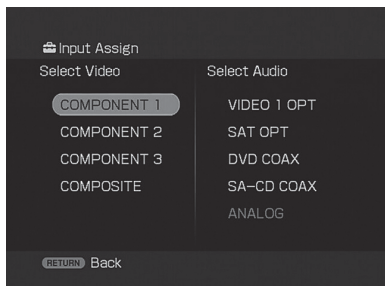 Input Assign
Select Video
COMPONENT 1
COMPONENT 2
COMPONENT 3
COMPOSITE
Select Audio
VIDEO 1 OPT
SAT OPT
DVD COAX
SA-CD COAX
ANALOG
RETURN Back